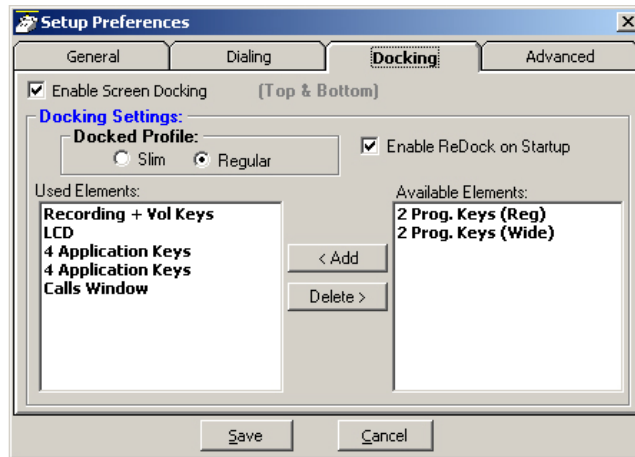 Setup Preferences
General Dialing Docking Advanced
Enable Screen Docking (Top & Bottom)
Docking Settings:
Docked Profile:
Slim Regular
Enable ReDock on Startup
Used Elements:
Recording + Vol Keys
LCD
4 Application Keys
4 Application Keys
Calls Window
< Add
Delete >
Available Elements:
2 Prog. Keys (Reg)
2 Prog. Keys (Wide)
Save Cancel